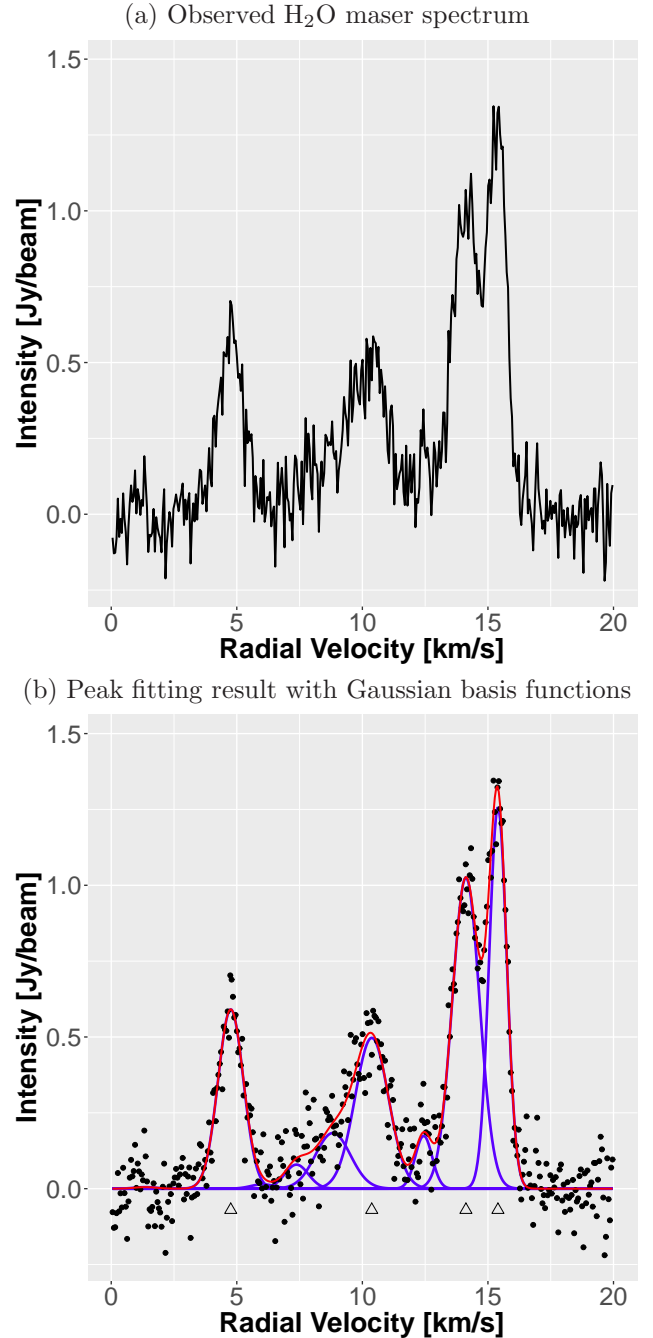 (a) Observed H₂O maser spectrum
1.5
1.0
0.5
0.0
Intensity [Jy/beam]
0 5 10 15 20
Radial Velocity [km/s]
(b) Peak fitting result with Gaussian basis functions
1.5
1.0
0.5
0.0
Intensity [Jy/beam]
0 5 10 15 20
Radial Velocity [km/s]